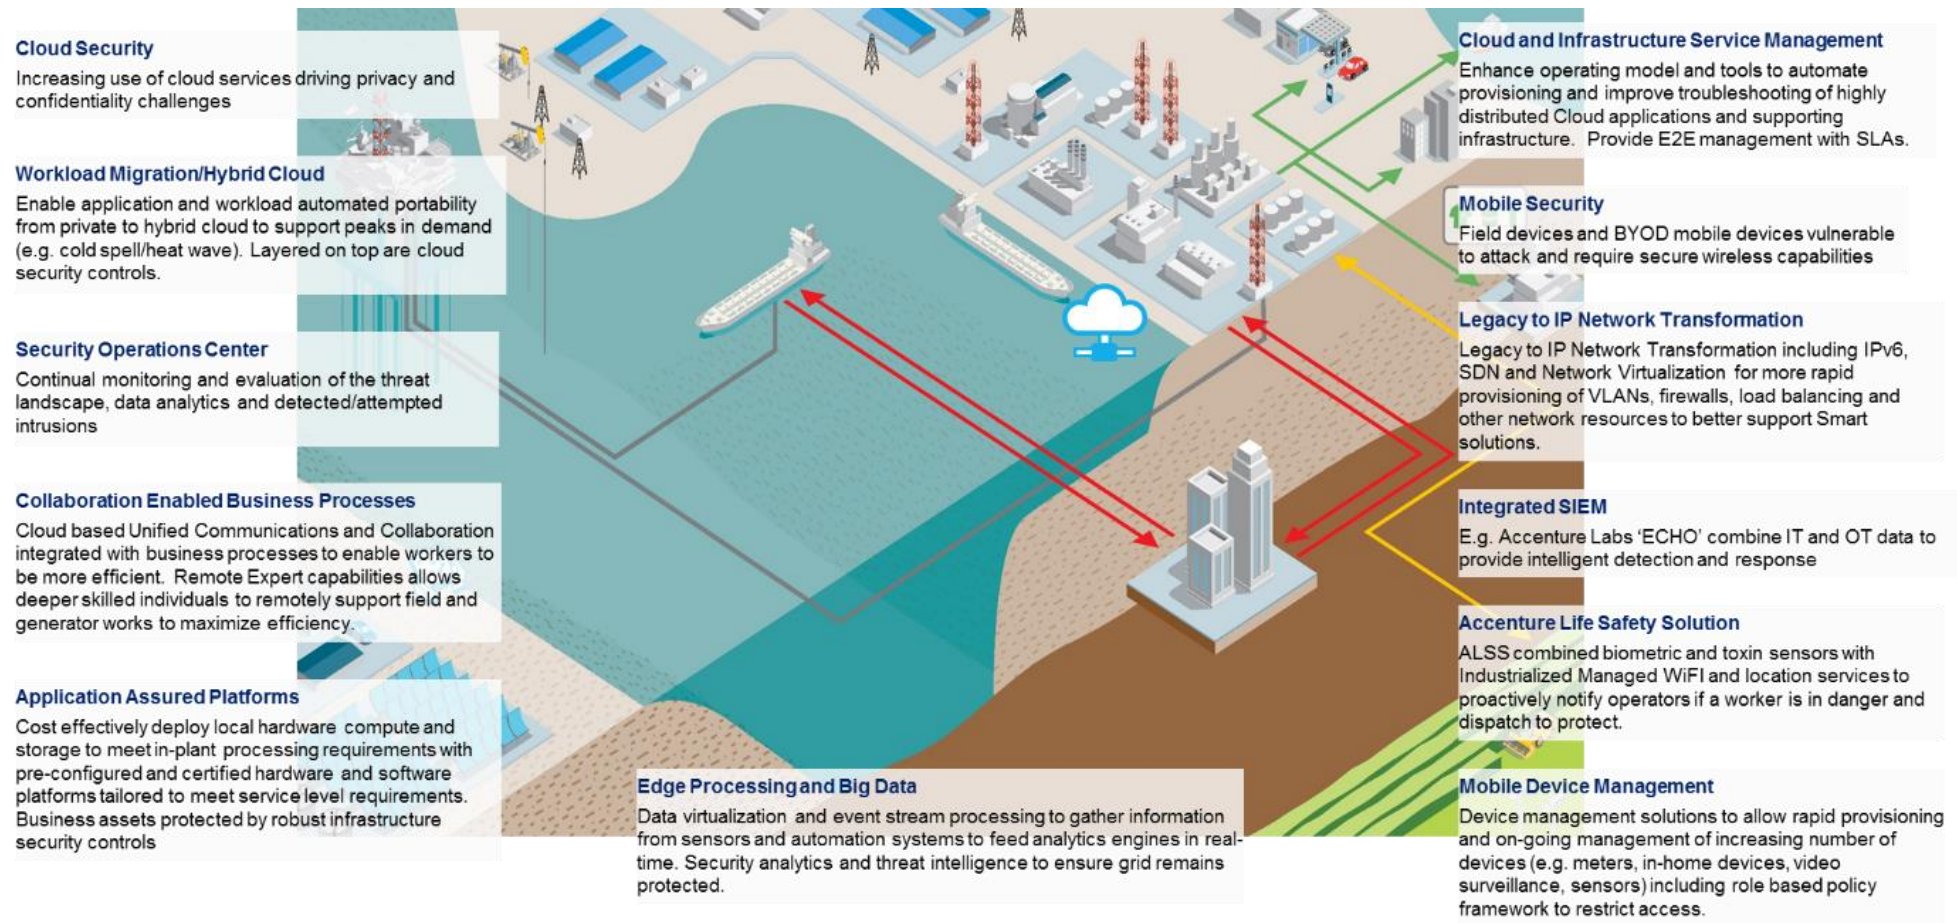 Cloud Security
Increasing use of cloud services driving privacy and
confidentiality challenges
Workload Migration/Hybrid Cloud
Enable application and workload automated portability
from private to hybrid cloud to support peaks in demand
(e.g. cold spell/heat wave). Layered on top are cloud
security controls.
Security Operations Center
Continual monitoring and evaluation of the threat
landscape, data analytics and detected/attempted
intrusions
Collaboration Enabled Business Processes
Cloud based Unified Communications and Collaboration
integrated with business processes to enable workers to
be more efficient. Remote Expert capabilities allows
deeper skilled individuals to remotely support field and
generator works to maximize efficiency.
Application Assured Platforms
Cost effectively deploy local hardware compute and
storage to meet in-plant processing requirements with
pre-configured and certified hardware and software
platforms tailored to meet service level requirements.
Business assets protected by robust infrastructure
security controls
Edge Processing and Big Data
Data virtualization and event stream processing to gather information
from sensors and automation systems to feed analytics engines in real-
time. Security analytics and threat intelligence to ensure grid remains
protected.
Cloud and Infrastructure Service Management
Enhance operating model and tools to automate
provisioning and improve troubleshooting of highly
distributed Cloud applications and supporting
infrastructure. Provide E2E management with SLAs.
Mobile Security
Field devices and BYOD mobile devices vulnerable
to attack and require secure wireless capabilities
Legacy to IP Network Transformation
Legacy to IP Network Transformation including IPv6,
SDN and Network Virtualization for more rapid
provisioning of VLANs, firewalls, load balancing and
other network resources to better support Smart
solutions.
Integrated SIEM
E.g. Accenture Labs ‘ECHO’ combine IT and OT data to
provide intelligent detection and response
Accenture Life Safety Solution
ALSS combined biometric and toxin sensors with
Industrialized Managed WiFI and location services to
proactively notify operators if a worker is in danger and
dispatch to protect.
Mobile Device Management
Device management solutions to allow rapid provisioning
and on-going management of increasing number of
devices (e.g. meters, in-home devices, video
surveillance, sensors) including role based policy
framework to restrict access.